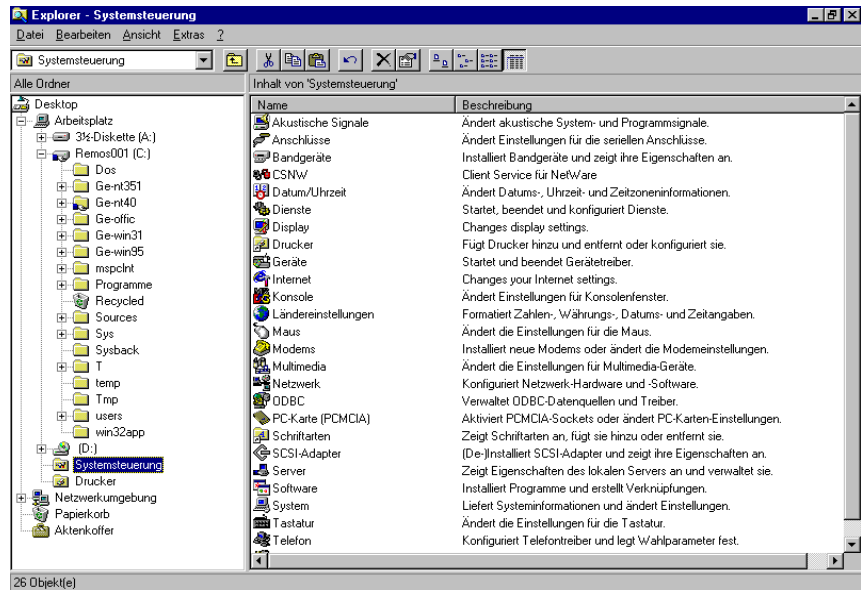 Explorer - Systemsteuerung
Datei Bearbeiten Ansicht Extras ?
Systemsteuerung
Alle Ordner
Inhalt von 'Systemsteuerung'
Desktop
Arbeitsplatz
3½-Diskette (A:)
Remos001 (C:)
Dos
Ge-nt351
Ge-nt40
Ge-offic
Ge-win31
Ge-win95
mspclnt
Programme
Recycled
Sources
Sys
Sysback
T
temp
Tmp
users
win32app
(D:)
Systemsteuerung
Drucker
Netzwerkumgebung
Papierkorb
Aktenkoffer
Name Beschreibung
Akustische Signale Ändert akustische System- und Programmsignale.
Anschlüsse Ändert Einstellungen für die seriellen Anschlüsse.
Bandgeräte Installiert Bandgeräte und zeigt ihre Eigenschaften an.
CSNW Client Service für NetWare
Datum/Uhrzeit Ändert Datums-, Uhrzeit- und Zeitzoneninformationen.
Dienste Startet, beendet und konfiguriert Dienste.
Display Changes display settings.
Drucker Fügt Drucker hinzu und entfernt oder konfiguriert sie.
Geräte Startet und beendet Gerätetreiber.
Internet Changes your Internet settings.
Konsole Ändert Einstellungen für Konsolenfenster.
Ländereinstellungen Formatiert Zahlen-, Währungs-, Datums- und Zeitangaben.
Maus Ändert die Einstellungen für die Maus.
Modems Installiert neue Modems oder ändert die Modemeinstellungen.
Multimedia Ändert die Einstellungen für Multimedia-Geräte.
Netzwerk Konfiguriert Netzwerk-Hardware und -Software.
ODBC Verwaltet ODBC-Datenquellen und Treiber.
PC-Karte (PCMCIA) Aktiviert PCMCIA-Sockets oder ändert PC-Karten-Einstellungen.
Schriftarten Zeigt Schriftarten an, fügt sie hinzu oder entfernt sie.
SCSI-Adapter (De-)Installiert SCSI-Adapter und zeigt ihre Eigenschaften an.
Server Zeigt Eigenschaften des lokalen Servers an und verwaltet sie.
Software Installiert Programme und erstellt Verknüpfungen.
System Liefert Systeminformationen und ändert Einstellungen.
Tastatur Ändert die Einstellungen für die Tastatur.
Telefon Konfiguriert Telefontreiber und legt Wahlparameter fest.
26 Objekt(e)